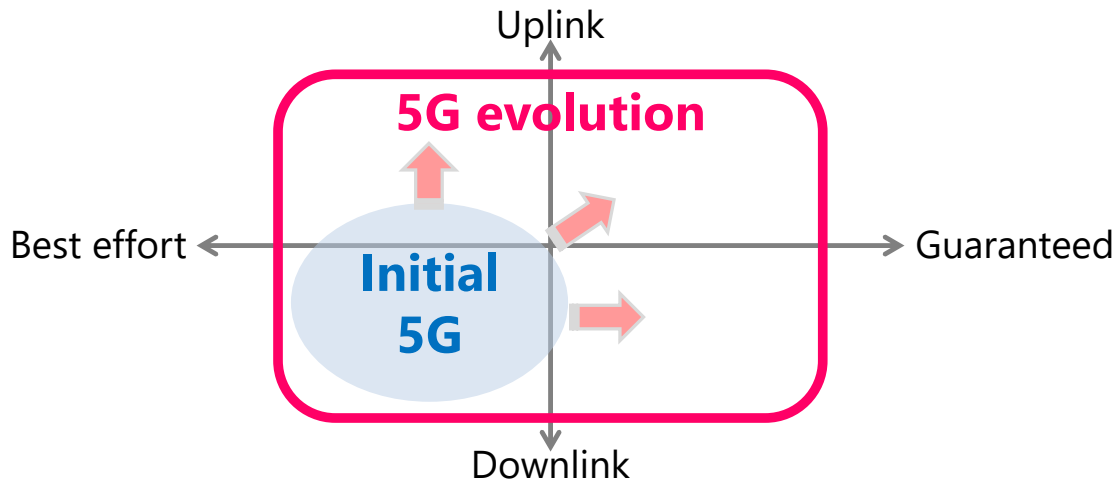 Uplink
5G evolution
Best effort
Guaranteed
Initial
5G
Downlink